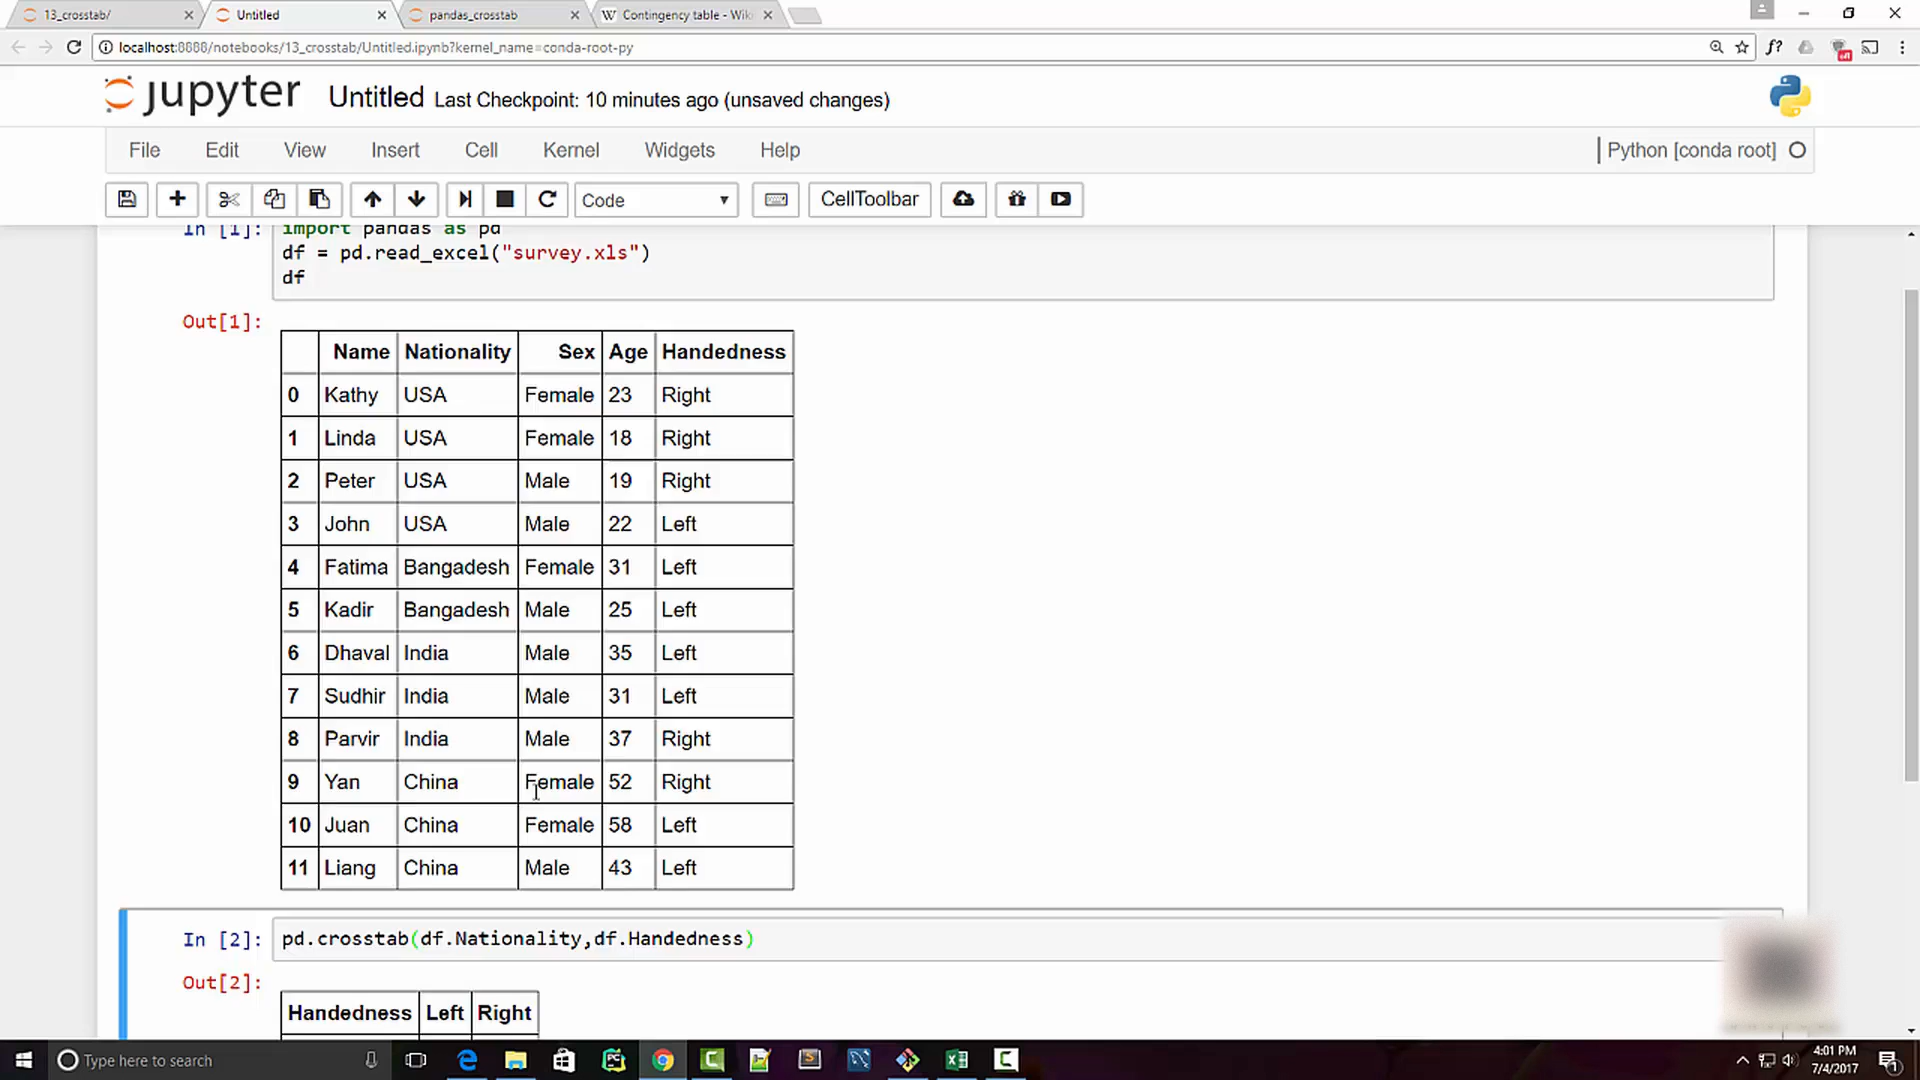 13_crosstab/
Untitled
pandas_crosstab
Contingency table - Wiki
localhost:8888/notebooks/13_crosstab/Untitled.ipynb?kernel_name=conda-root-py
jupyter Untitled Last Checkpoint: 10 minutes ago (unsaved changes)
File Edit View Insert Cell Kernel Widgets Help Python [conda root]
Code CellToolbar
In [1]: import pandas as pd
df = pd.read_excel("survey.xls")
df
Out[1]:
Name Nationality Sex Age Handedness
0 Kathy USA Female 23 Right
1 Linda USA Female 18 Right
2 Peter USA Male 19 Right
3 John USA Male 22 Left
4 Fatima Bangadesh Female 31 Left
5 Kadir Bangadesh Male 25 Left
6 Dhaval India Male 35 Left
7 Sudhir India Male 31 Left
8 Parvir India Male 37 Right
9 Yan China Female 52 Right
10 Juan China Female 58 Left
11 Liang China Male 43 Left
In [2]: pd.crosstab(df.Nationality,df.Handedness)
Out[2]:
Handedness Left Right
Type here to search
4:01 PM
7/4/2017